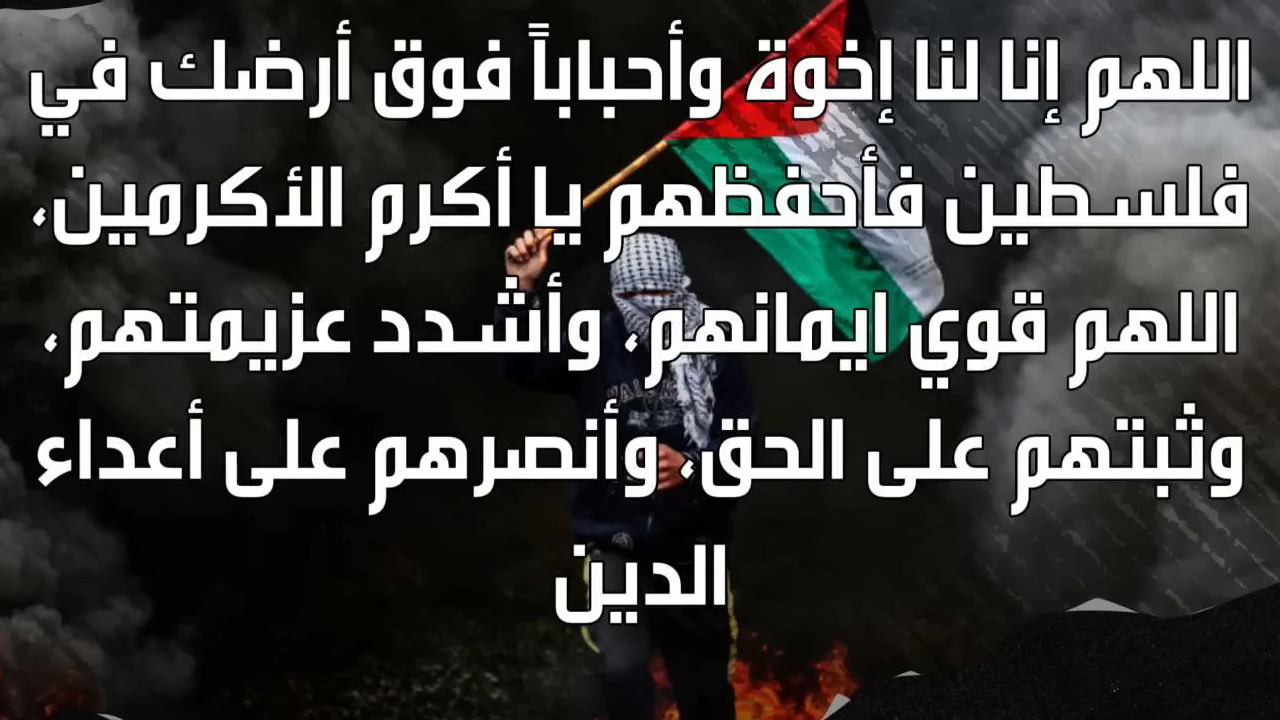 اللهم إنا لنا إخوة وأحباباً فوق أرضك في
فلسطين فأحفظهم يا أكرم الأكرمين،
اللهم قوي ايمانهم، وأشدد عزيمتهم،
وثبتهم على الحق، وأنصرهم على أعداء
الدين